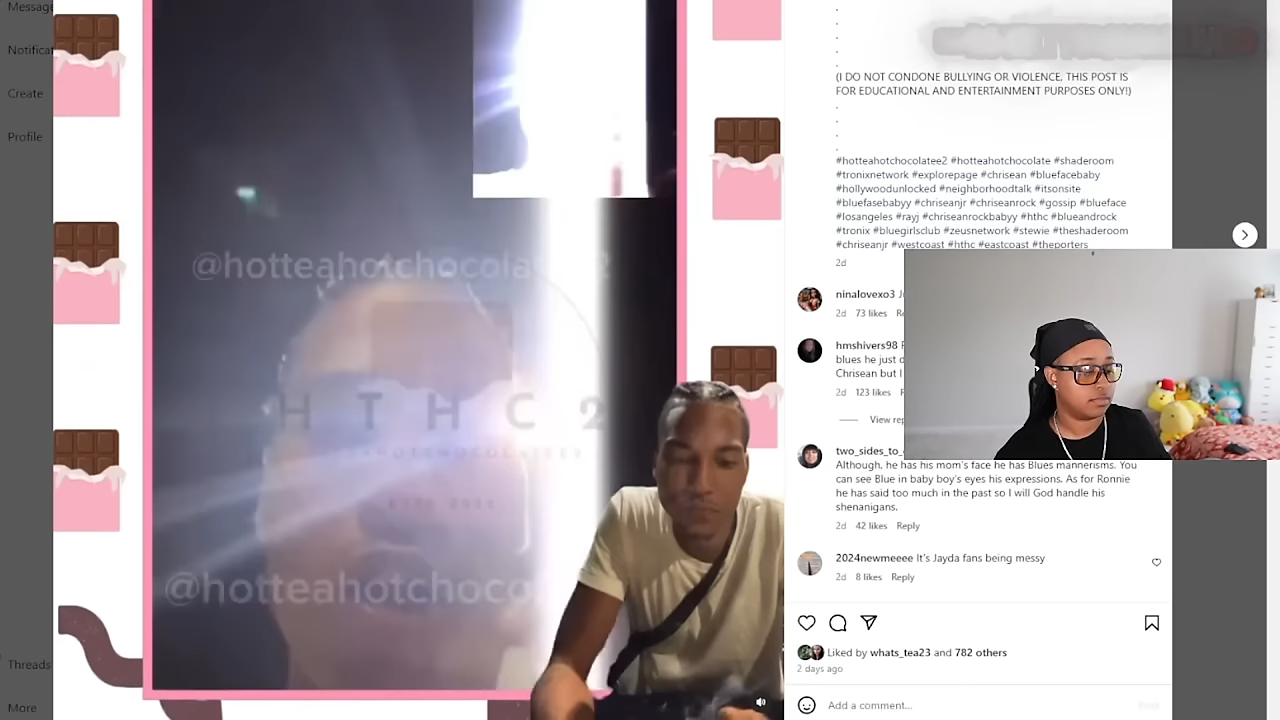 Message
Notificat
Create
Profile
Threads
More
@hotteahotchocola
2
H T H C 2
@hotteahotchoco
(I DO NOT CONDONE BULLYING OR VIOLENCE, THIS POST IS
FOR EDUCATIONAL AND ENTERTAINMENT PURPOSES ONLY!)
#hotteahotchocolatee2 #hotteahotchocolate #shaderoom
#tronixnetwork #explorepage #chrisean #bluefacebaby
#hollywoodunlocked #neighborhoodtalk #itsonsite
#bluefasebabyy #chriseanjr #chriseanrock #gossip #blueface
#losangeles #rayj #chriseanrockbabyy #hthc #blueandrock
#tronix #bluegirlsclub #zeusnetwork #stewie #theshaderoom
#chriseanjr #westcoast #hthc #eastcoast #theporters
2d
ninalovexo3
2d 73 likes
hmshivers98
blues he just
Chrisean but I
2d 123 likes
View rep
two_sides_to_
Although, he has his mom's face he has Blues mannerisms. You
can see Blue in baby boy's eyes his expressions. As for Ronnie
he has said too much in the past so I will God handle his
shenanigans.
2d 42 likes Reply
2024newmeeee It's Jayda fans being messy
2d 8 likes Reply
Liked by whats_tea23 and 782 others
2 days ago
Add a comment...